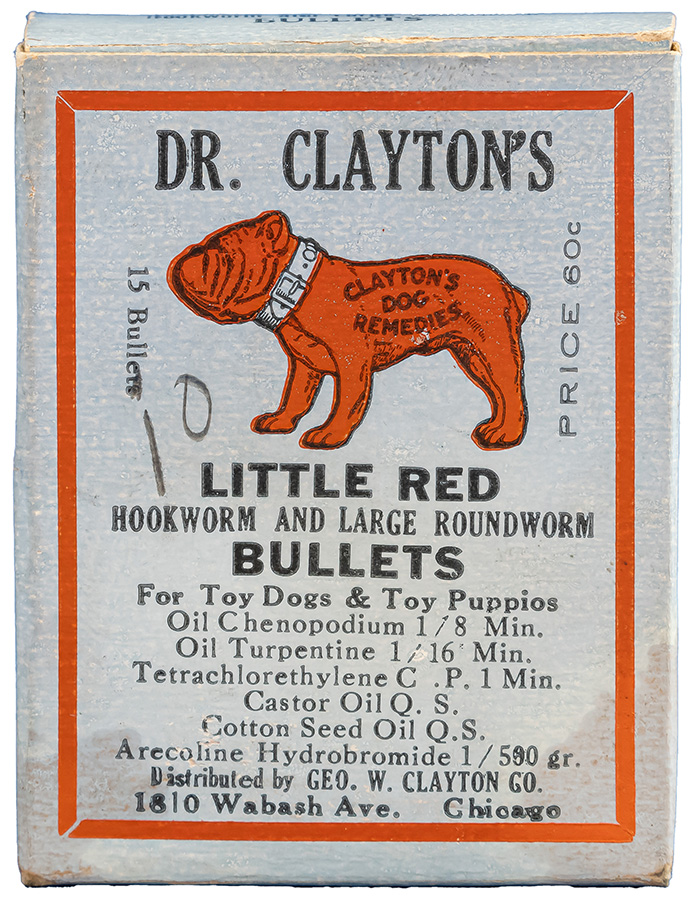 BULLETS
DR. CLAYTON'S
CLAYTON'S
DOG
REMEDIES
15 Bullets
PRICE 60c
10
LITTLE RED
HOOKWORM AND LARGE ROUNDWORM
BULLETS
For Toy Dogs & Toy Puppios
Oil Chenopodium 1/8 Min.
Oil Turpentine 1/16 Min.
Tetrachlorethylene C .P. 1 Min.
Castor Oil Q. S.
Cotton Seed Oil Q.S.
Arecoline Hydrobromide 1/500 gr.
Distributed by GEO. W. CLAYTON CO.
1810 Wabash Ave. Chicago